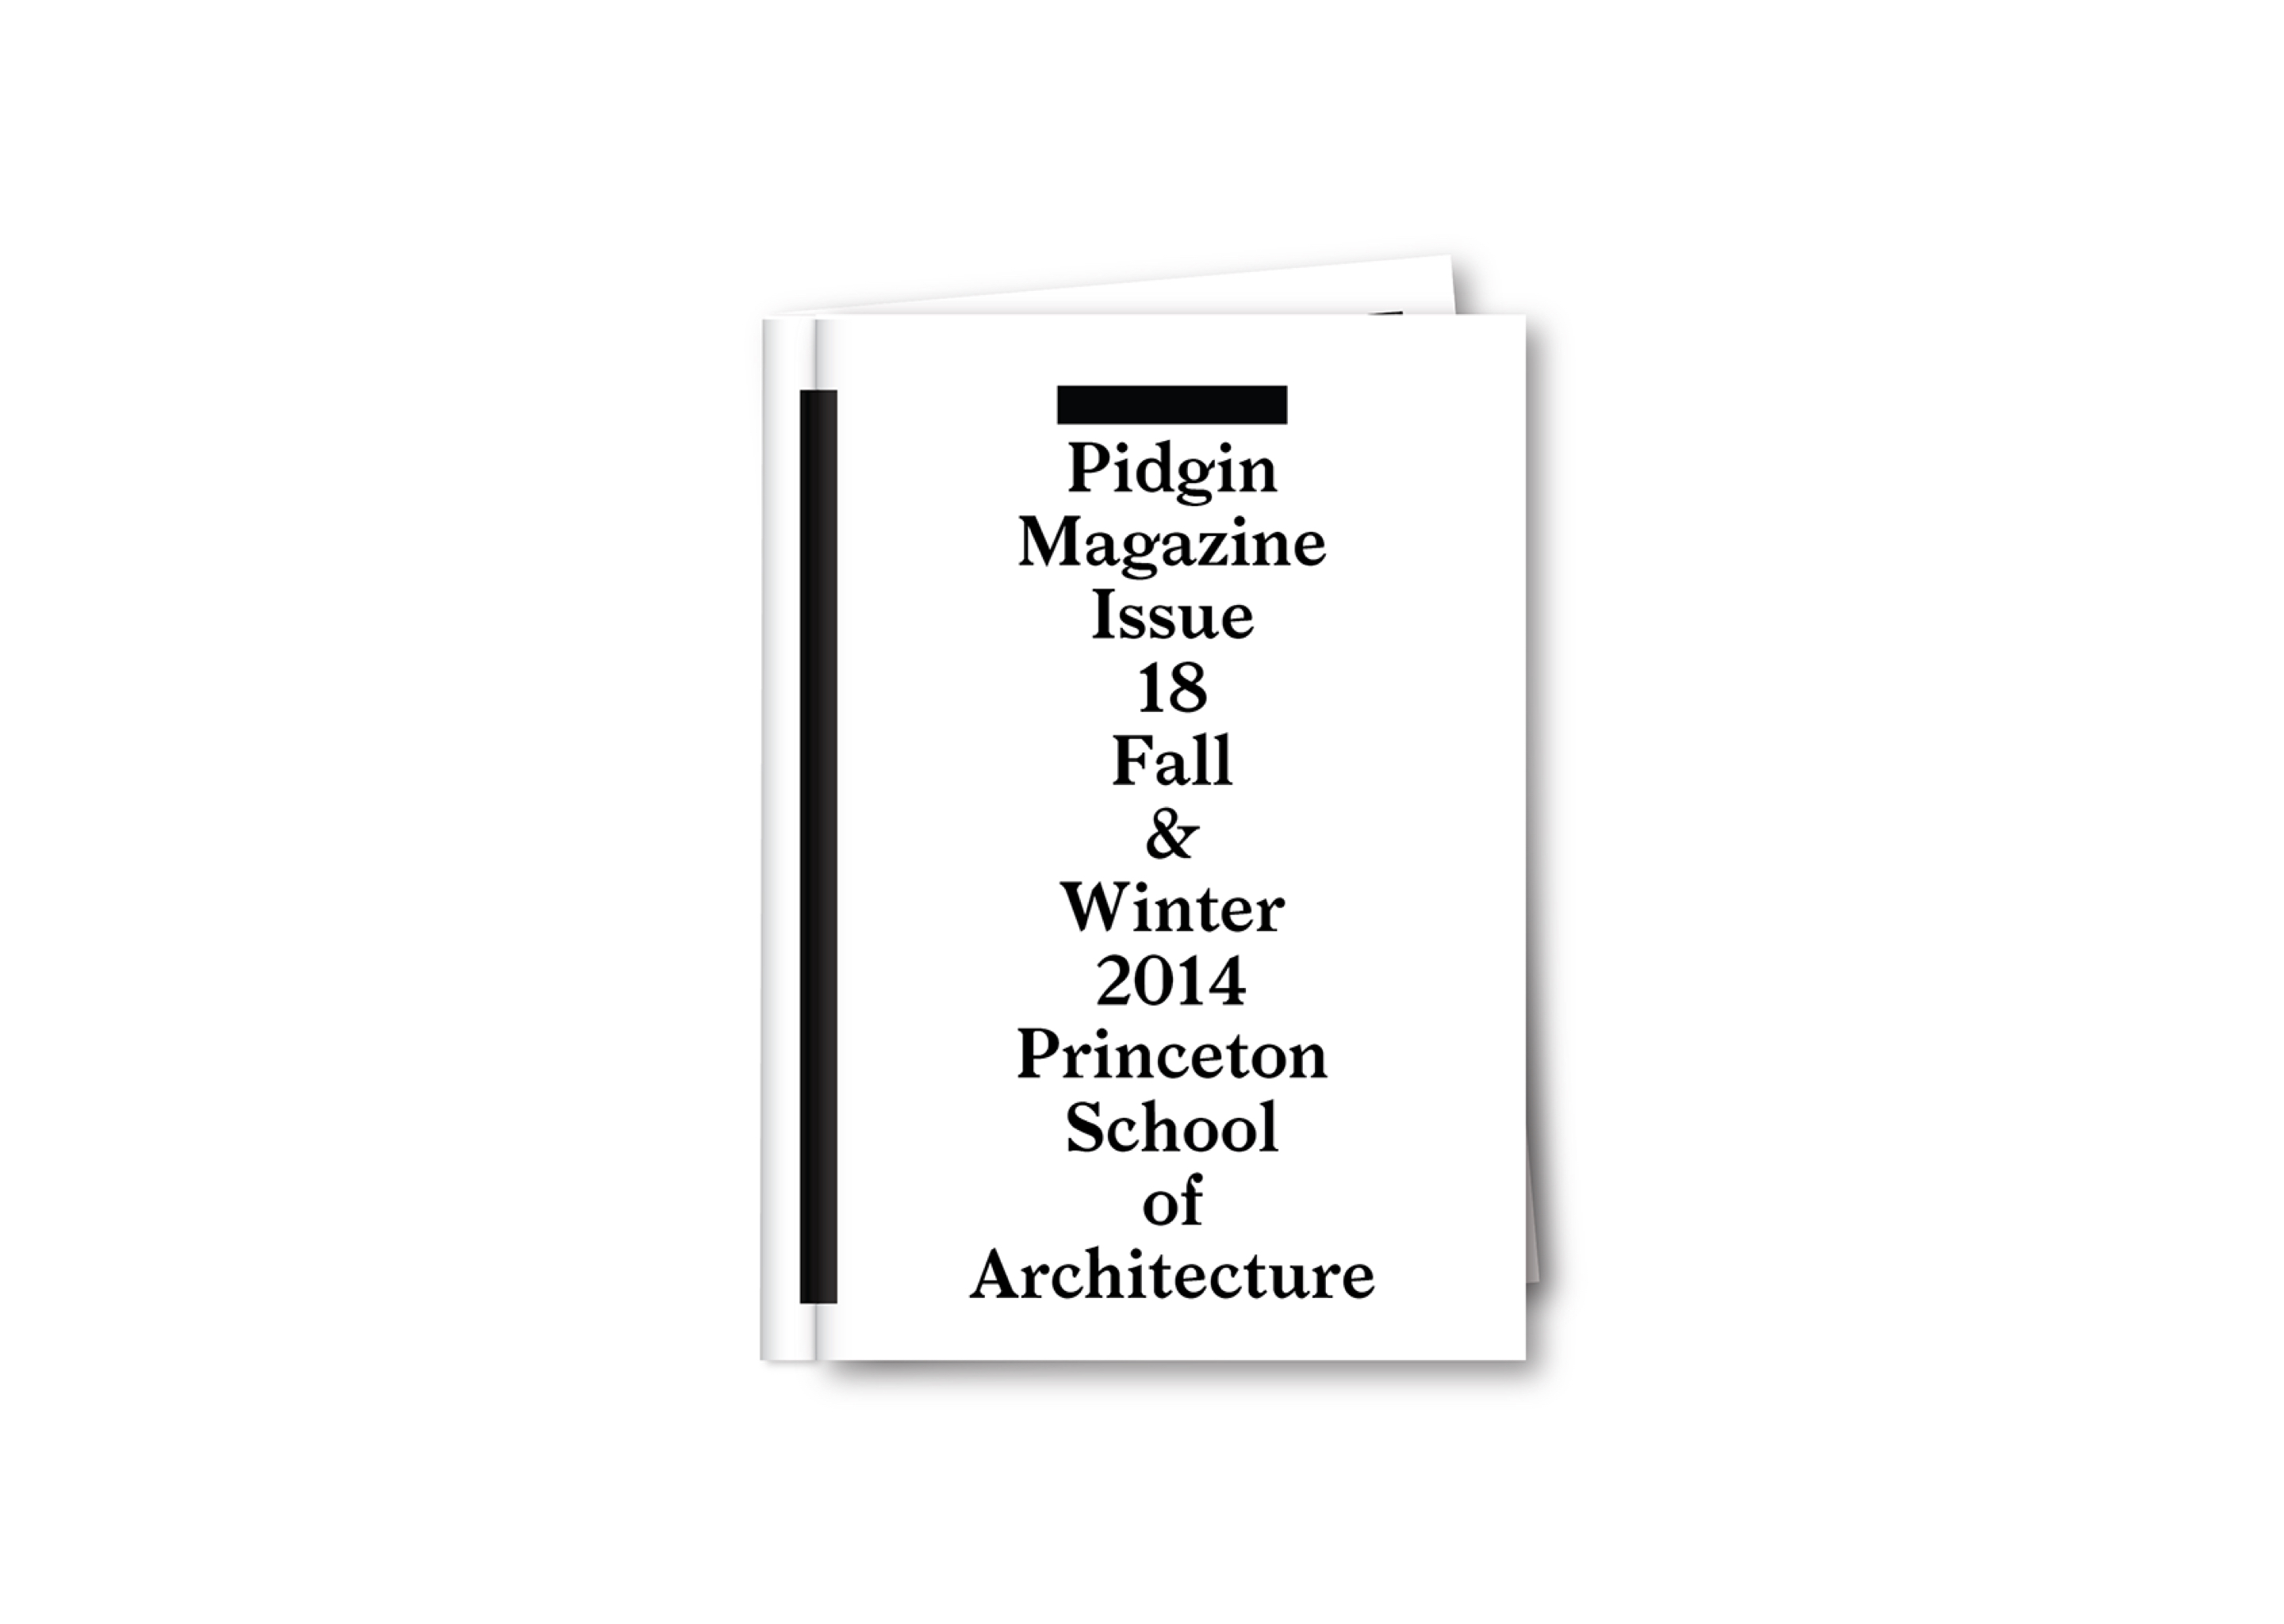 Pidgin
Magazine
Issue
18
Fall
&
Winter
2014
Princeton
School
of
Architecture